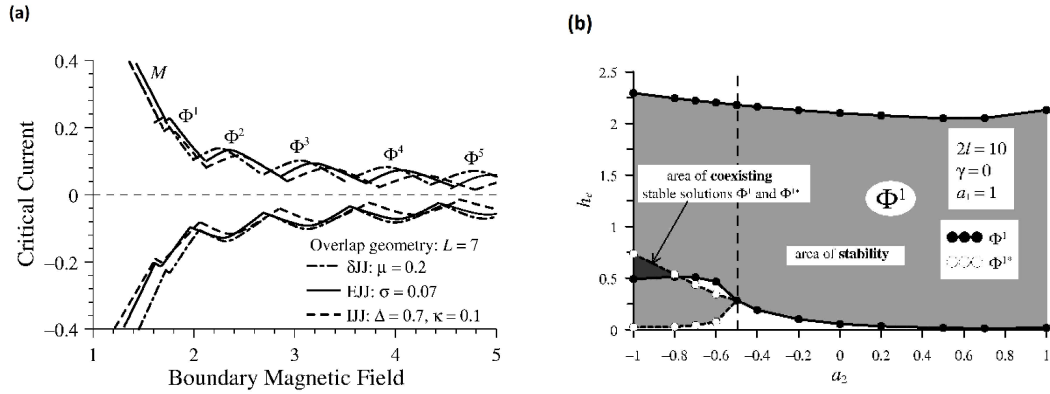 (a)
0.4
0.2
0
−0.2
−0.4
Critical Current
M
Φ¹
Φ²
Φ³
Φ⁴
Φ⁵
Overlap geometry: L = 7
δJJ: μ = 0.2
EJJ: σ = 0.07
IJJ: Δ = 0.7, κ = 0.1
1
2
3
4
5
Boundary Magnetic Field
(b)
2.5
2
1.5
1
0.5
0
h_c
area of coexisting
stable solutions Φ¹ and Φ¹*
Φ¹
2l = 10
γ = 0
a₁ = 1
area of stability
Φ¹
Φ¹*
−1
−0.8
−0.6
−0.4
−0.2
0
0.2
0.4
0.6
0.8
1
a₂